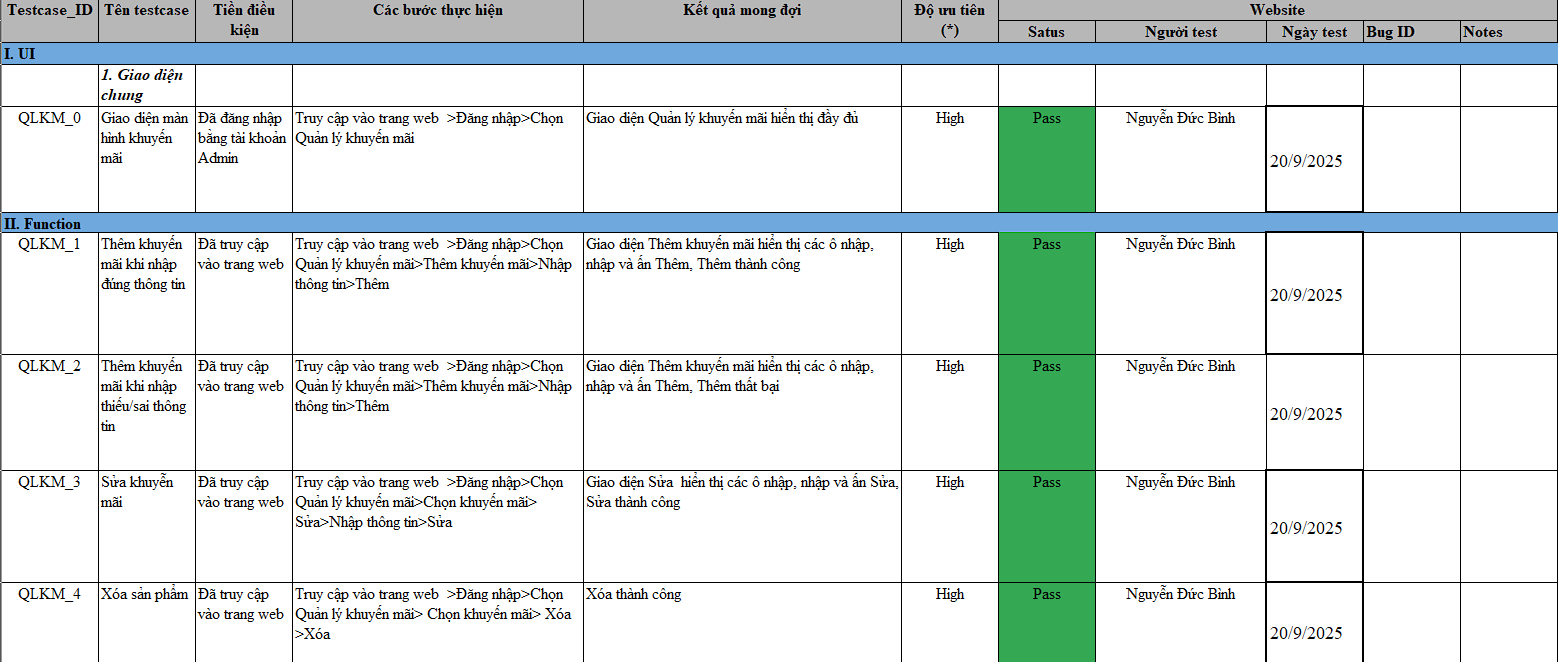 Testcase_ID Tên testcase Tiền điều kiện Các bước thực hiện Kết quả mong đợi Độ ưu tiên (*) Website
Satus Người test Ngày test Bug ID Notes
I. UI
1. Giao diện
chung
QLKM_0
Giao diện màn
hình khuyến
mãi
Đã đăng nhập
bằng tài khoản
Admin
Truy cập vào trang web >Đăng nhập>Chọn
Quản lý khuyến mãi
Giao diện Quản lý khuyến mãi hiển thị đầy đủ
High
Pass
Nguyễn Đức Bình
20/9/2025
II. Function
QLKM_1
Thêm khuyến
mãi khi nhập
đúng thông tin
Đã truy cập
vào trang web
Truy cập vào trang web >Đăng nhập>Chọn
Quản lý khuyến mãi>Thêm khuyến mãi>Nhập
thông tin>Thêm
Giao diện Thêm khuyến mãi hiển thị các ô nhập,
nhập và ấn Thêm, Thêm thành công
High
Pass
Nguyễn Đức Bình
20/9/2025
QLKM_2
Thêm khuyến
mãi khi nhập
thiếu/sai thông
tin
Đã truy cập
vào trang web
Truy cập vào trang web >Đăng nhập>Chọn
Quản lý khuyến mãi>Thêm khuyến mãi>Nhập
thông tin>Thêm
Giao diện Thêm khuyến mãi hiển thị các ô nhập,
nhập và ấn Thêm, Thêm thất bại
High
Pass
Nguyễn Đức Bình
20/9/2025
QLKM_3
Sửa khuyễn
mãi
Đã truy cập
vào trang web
Truy cập vào trang web >Đăng nhập>Chọn
Quản lý khuyến mãi>Chọn khuyến mãi>
Sửa>Nhập thông tin>Sửa
Giao diện Sửa hiển thị các ô nhập, nhập và ấn Sửa,
Sửa thành công
High
Pass
Nguyễn Đức Bình
20/9/2025
QLKM_4
Xóa sản phẩm
Đã truy cập
vào trang web
Truy cập vào trang web >Đăng nhập>Chọn
Quản lý khuyến mãi> Chọn khuyến mãi> Xóa
>Xóa
Xóa thành công
High
Pass
Nguyễn Đức Bình
20/9/2025